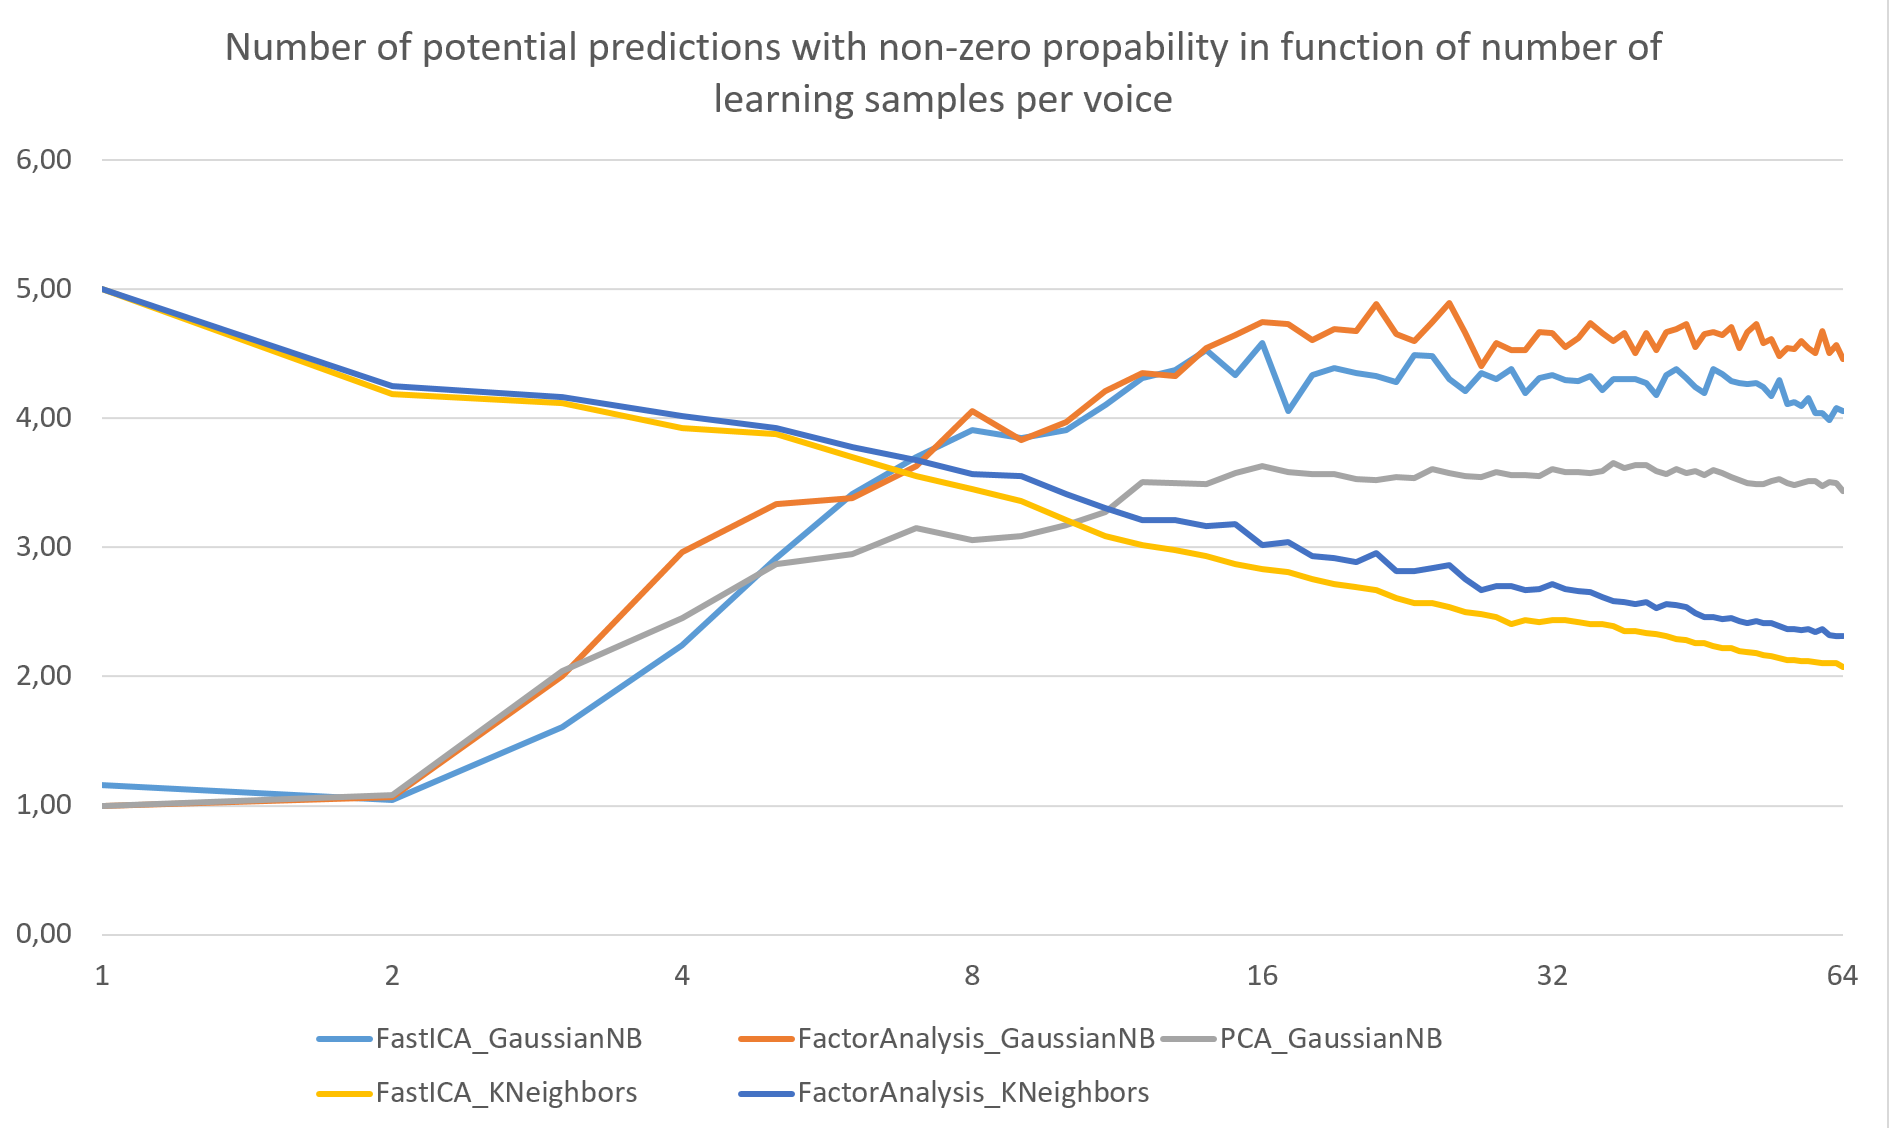 Number of potential predictions with non-zero propability in function of number of
learning samples per voice
6,00
5,00
4,00
3,00
2,00
1,00
0,00
1 2 4 8 16 32 64
FastICA_GaussianNB FactorAnalysis_GaussianNB PCA_GaussianNB
FastICA_KNeighbors FactorAnalysis_KNeighbors